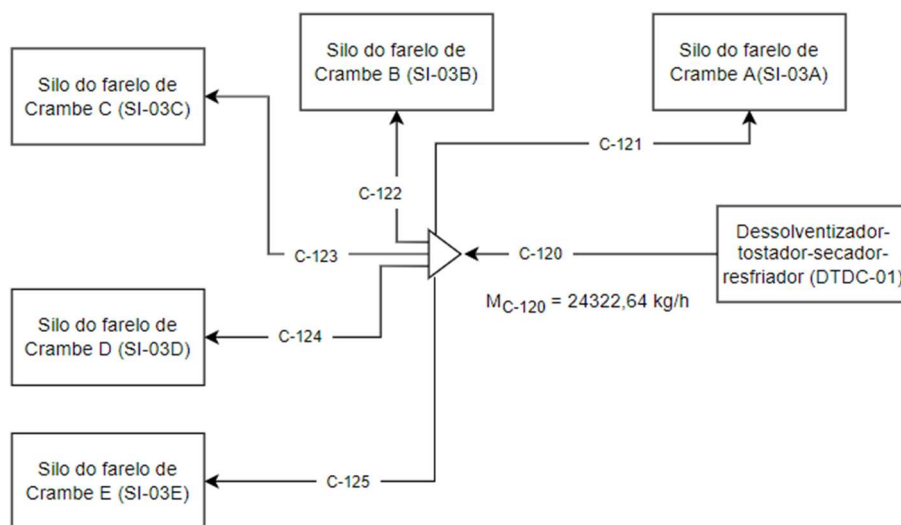 Silo do farelo de
Crambe B (SI-03B)
Silo do farelo de
Crambe A(SI-03A)
Silo do farelo de
Crambe C (SI-03C)
C-121
C-122
Dessolventizador-
tostador-secador-
resfriador (DTDC-01)
C-123
C-120
M_C-120 = 24322,64 kg/h
Silo do farelo de
Crambe D (SI-03D)
C-124
Silo do farelo de
Crambe E (SI-03E)
C-125